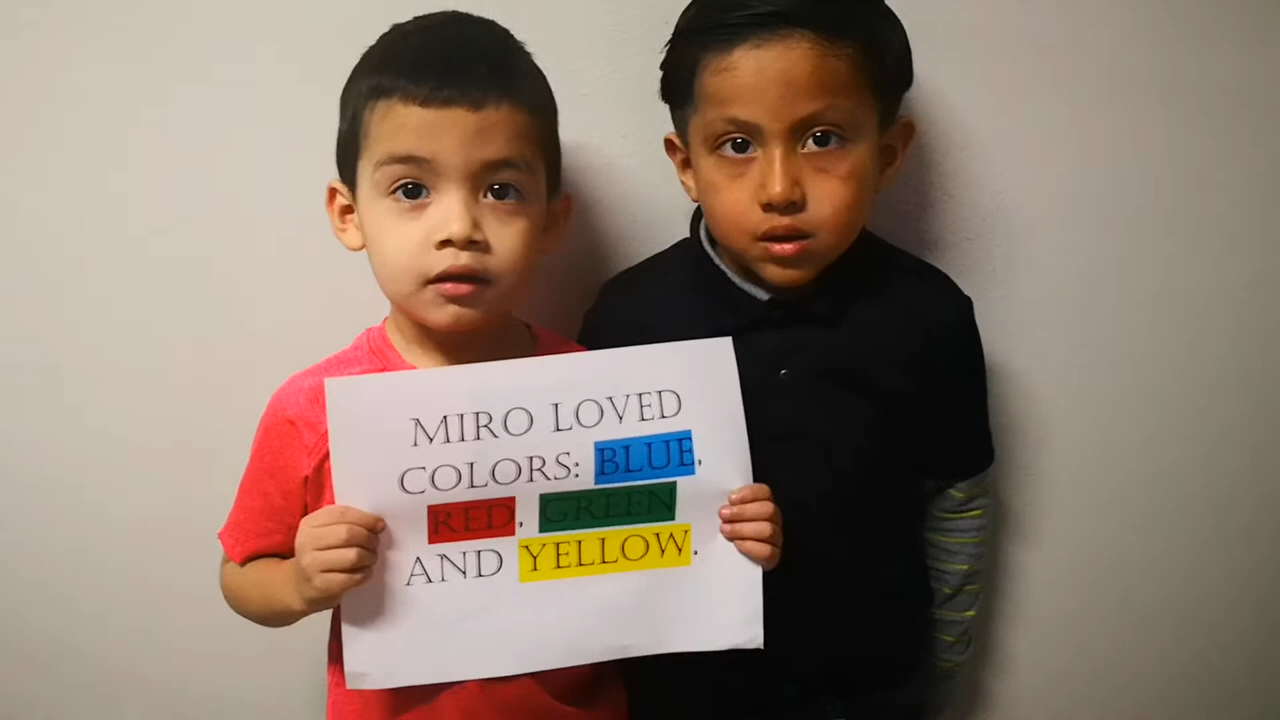 MIRO LOVED
COLORS: BLUE,
RED, GREEN
AND YELLOW.